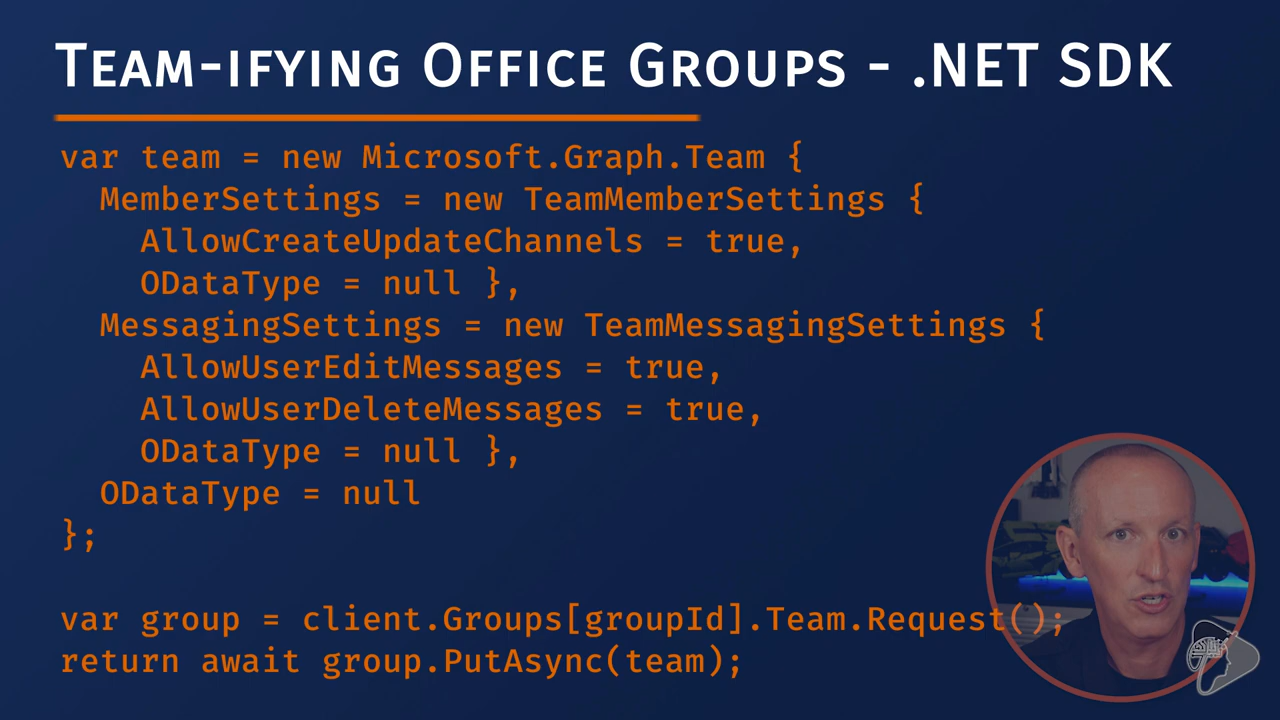 TEAM-IFYING OFFICE GROUPS - .NET SDK
var team = new Microsoft.Graph.Team {
  MemberSettings = new TeamMemberSettings {
    AllowCreateUpdateChannels = true,
    ODataType = null },
  MessagingSettings = new TeamMessagingSettings {
    AllowUserEditMessages = true,
    AllowUserDeleteMessages = true,
    ODataType = null },
  ODataType = null
};
var group = client.Groups[groupId].Team.Request();
return await group.PutAsync(team);